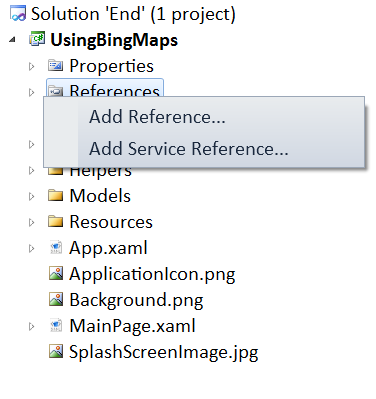 Solution 'End' (1 project)
UsingBingMaps
Properties
References
Add Reference...
Add Service Reference...
Helpers
Models
Resources
App.xaml
ApplicationIcon.png
Background.png
MainPage.xaml
SplashScreenImage.jpg